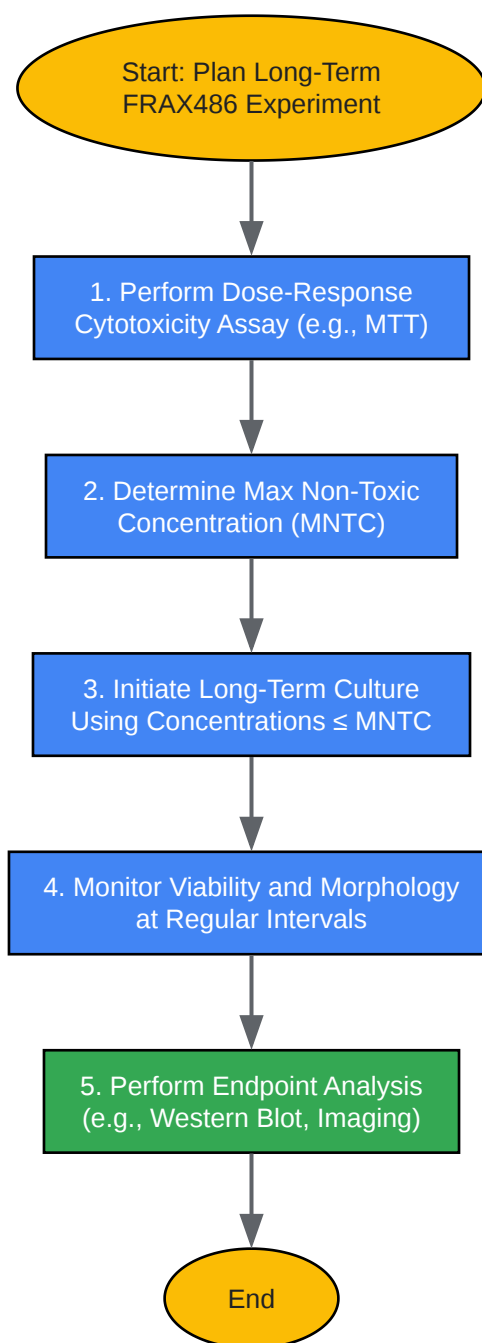 Start: Plan Long-Term
FRAX486 Experiment
1. Perform Dose-Response
Cytotoxicity Assay (e.g., MTT)
2. Determine Max Non-Toxic
Concentration (MNTC)
3. Initiate Long-Term Culture
Using Concentrations ≤ MNTC
4. Monitor Viability and Morphology
at Regular Intervals
5. Perform Endpoint Analysis
(e.g., Western Blot, Imaging)
End